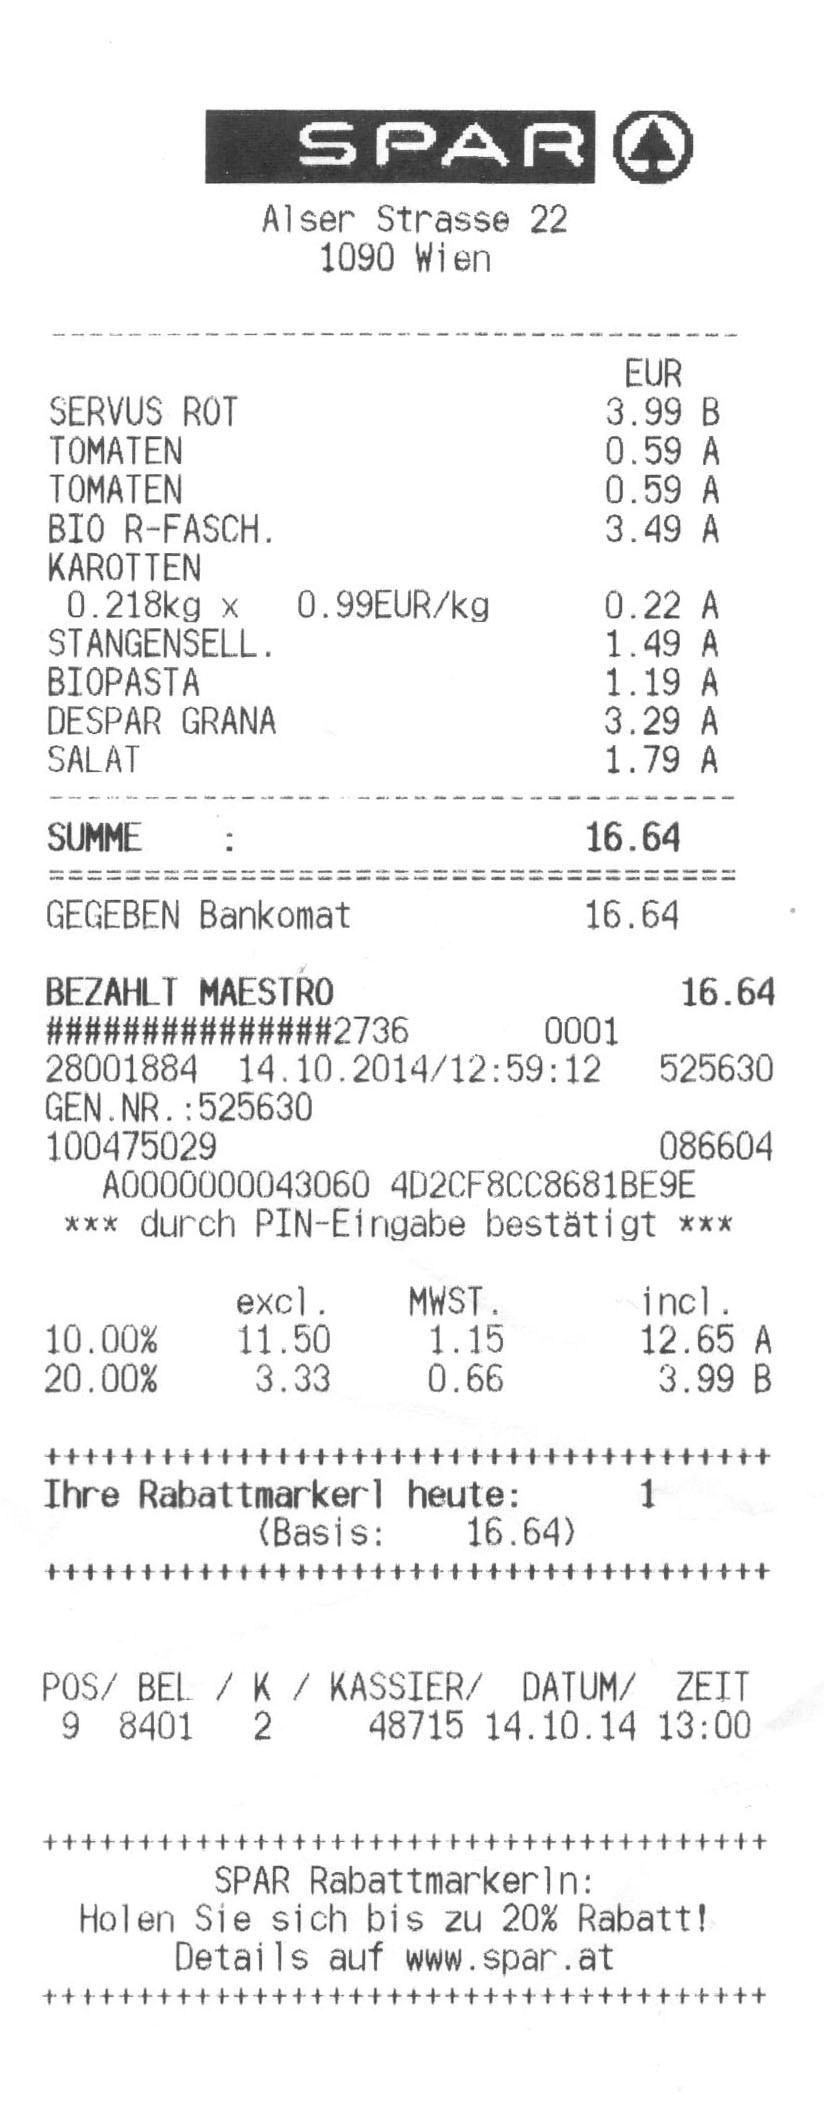 SPAR
Alser Strasse 22
1090 Wien
------------------------------------
EUR
SERVUS ROT 3.99 B
TOMATEN 0.59 A
TOMATEN 0.59 A
BIO R-FASCH. 3.49 A
KAROTTEN
0.218kg x 0.99EUR/kg 0.22 A
STANGENSELL. 1.49 A
BIOPASTA 1.19 A
DESPAR GRANA 3.29 A
SALAT 1.79 A
------------------------------------
SUMME : 16.64
====================================
GEGEBEN Bankomat 16.64
BEZAHLT MAESTRO 16.64
###############2736 0001
28001884 14.10.2014/12:59:12 525630
GEN.NR.:525630
100475029 086604
A0000000043060 4D2CF8CC8681BE9E
*** durch PIN-Eingabe bestätigt ***
excl. MWST. incl.
10.00% 11.50 1.15 12.65 A
20.00% 3.33 0.66 3.99 B
++++++++++++++++++++++++++++++++++++++
Ihre Rabattmarkerl heute: 1
(Basis: 16.64)
++++++++++++++++++++++++++++++++++++++
POS/ BEL / K / KASSIER/ DATUM/ ZEIT
9 8401 2 48715 14.10.14 13:00
++++++++++++++++++++++++++++++++++++++
SPAR Rabattmarkerln:
Holen Sie sich bis zu 20% Rabatt!
Details auf www.spar.at
++++++++++++++++++++++++++++++++++++++